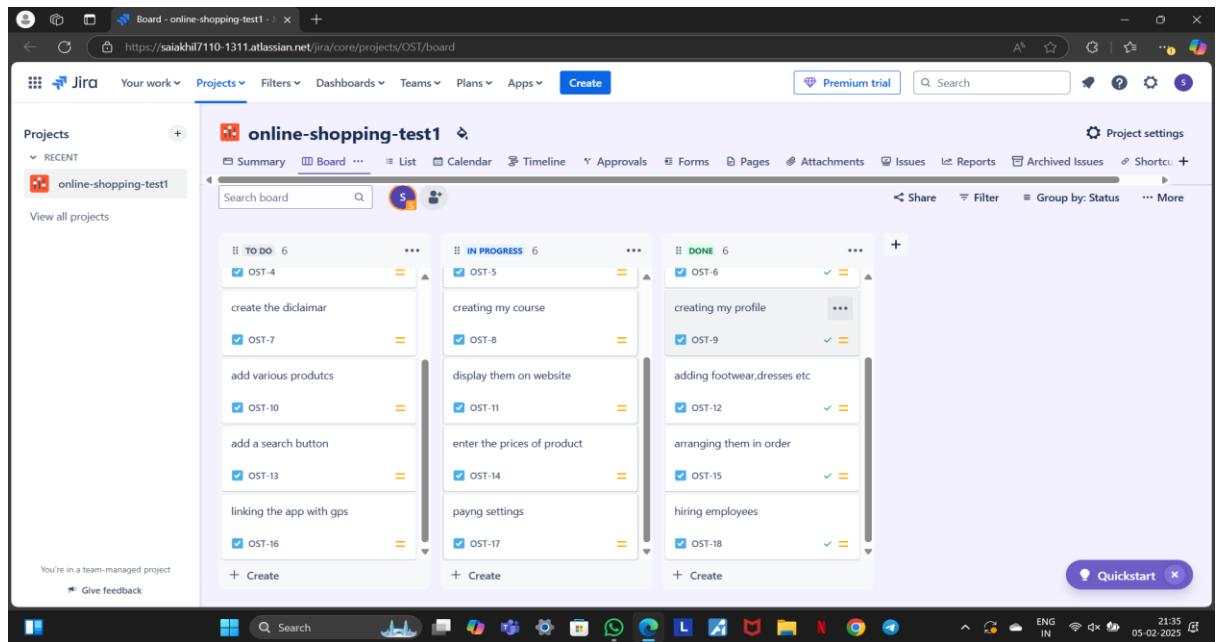 Board - online-shopping-test1 - J
https://saiakhil7110-1311.atlassian.net/jira/core/projects/OST/board
Jira Your work Projects Filters Dashboards Teams Plans Apps Create Premium trial Search S
Projects
RECENT
online-shopping-test1
View all projects
online-shopping-test1 Project settings
Summary Board ... List Calendar Timeline Approvals Forms Pages Attachments Issues Reports Archived Issues Shortcu +
Search board S S Share Filter Group by: Status ... More
TO DO 6 ...
OST-4
create the diclaimar
OST-7
add various produtcs
OST-10
add a search button
OST-13
linking the app with gps
OST-16
+ Create
IN PROGRESS 6 ...
OST-5
creating my course
OST-8
display them on website
OST-11
enter the prices of product
OST-14
payng settings
OST-17
+ Create
DONE 6 ...
OST-6
creating my profile ...
OST-9
adding footwear,dresses etc
OST-12
arranging them in order
OST-15
hiring employees
OST-18
+ Create
You're in a team-managed project
Give feedback
Quickstart
Search
L
N
ENG
IN
21:35
05-02-2025